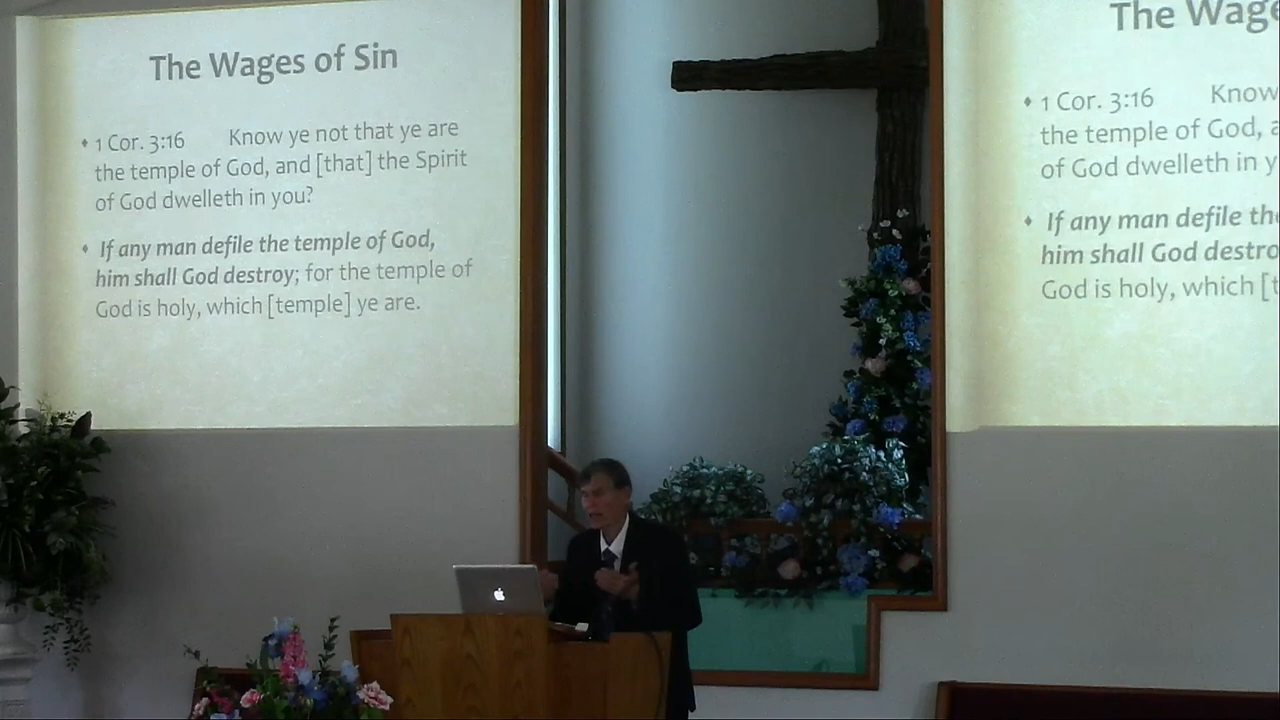 The Wages of Sin
1 Cor. 3:16 Know ye not that ye are
the temple of God, and [that] the Spirit
of God dwelleth in you?
If any man defile the temple of God,
him shall God destroy; for the temple of
God is holy, which [temple] ye are.
The Wage
1 Cor. 3:16 Know
the temple of God, a
of God dwelleth in y
If any man defile th
him shall God destro
God is holy, which [t